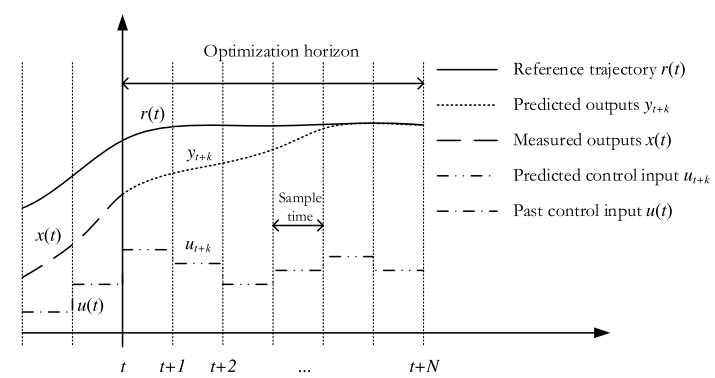 Optimization horizon
r(t)
y_{t+k}
Sample
time
x(t)
u_{t+k}
u(t)
t
t+1
t+2
...
t+N
Reference trajectory r(t)
Predicted outputs y_{t+k}
Measured outputs x(t)
Predicted control input u_{t+k}
Past control input u(t)